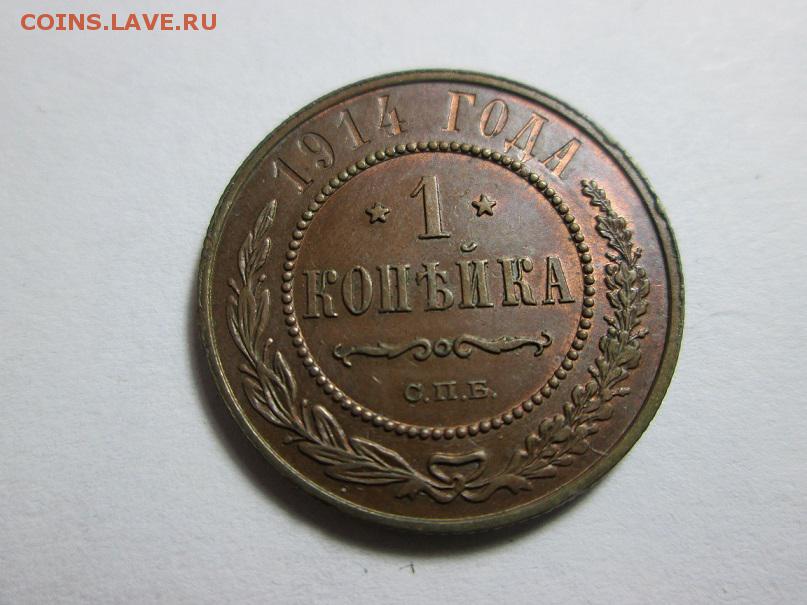 COINS.LAVE.RU
1914 ГОДА
1
КОПѢЙКА
С.П.Б.